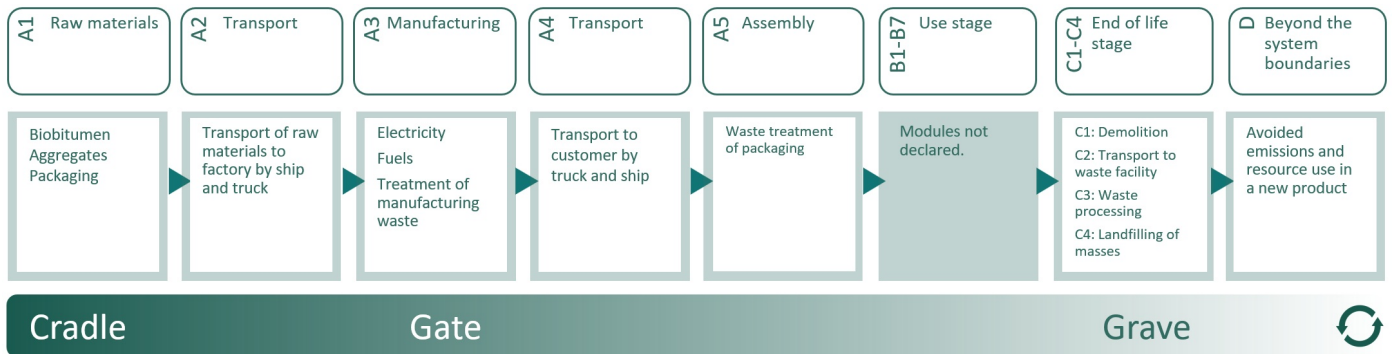 A1 Raw materials
A2 Transport
A3 Manufacturing
A4 Transport
A5 Assembly
B1-B7 Use stage
C1-C4 End of life
stage
D Beyond the
system
boundaries
Biobitumen
Aggregates
Packaging
Transport of raw
materials to
factory by ship
and truck
Electricity
Fuels
Treatment of
manufacturing
waste
Transport to
customer by
truck and ship
Waste treatment
of packaging
Modules not
declared.
C1: Demolition
C2: Transport to
waste facility
C3: Waste
processing
C4: Landfilling of
masses
Avoided
emissions and
resource use in
a new product
Cradle
Gate
Grave